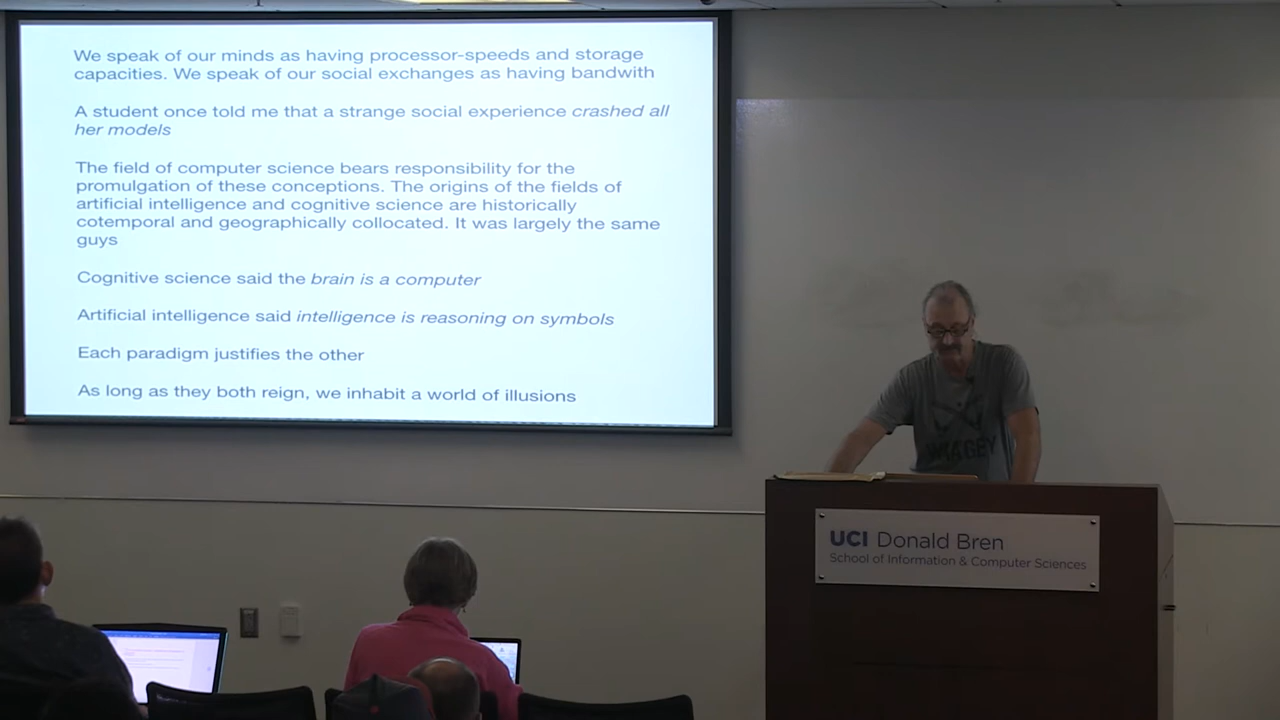 We speak of our minds as having processor-speeds and storage
capacities. We speak of our social exchanges as having bandwith
A student once told me that a strange social experience crashed all
her models
The field of computer science bears responsibility for the
promulgation of these conceptions. The origins of the fields of
artificial intelligence and cognitive science are historically
cotemporal and geographically collocated. It was largely the same
guys
Cognitive science said the brain is a computer
Artificial intelligence said intelligence is reasoning on symbols
Each paradigm justifies the other
As long as they both reign, we inhabit a world of illusions
UCI Donald Bren
School of Information & Computer Sciences